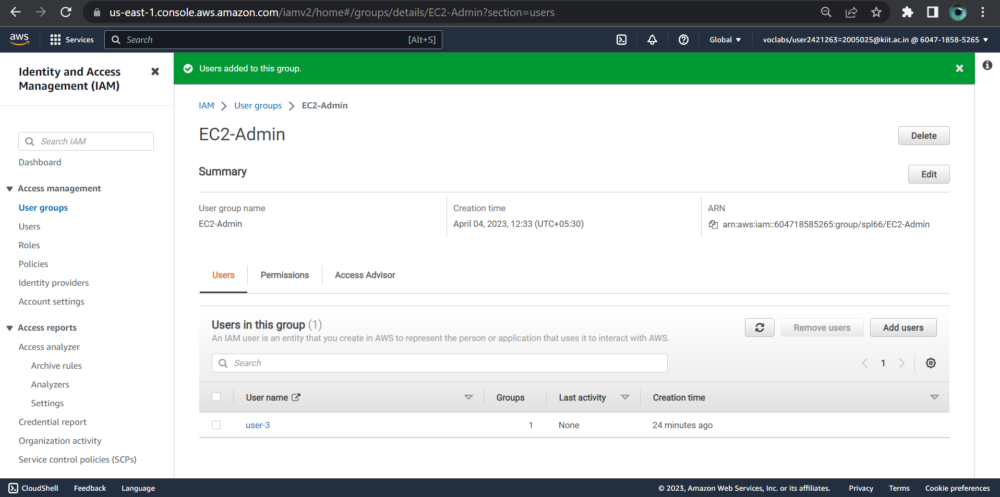 us-east-1.console.aws.amazon.com/iamv2/home#/groups/details/EC2-Admin?section=users
aws
Services
Search
[Alt+S]
Global
voclabs/user2421263=2005025@kiit.ac.in @ 6047-1858-5265
Identity and Access
Management (IAM)
Search IAM
Dashboard
Access management
User groups
Users
Roles
Policies
Identity providers
Account settings
Access reports
Access analyzer
Archive rules
Analyzers
Settings
Credential report
Organization activity
Service control policies (SCPs)
Users added to this group.
IAM
User groups
EC2-Admin
EC2-Admin
Delete
Summary
Edit
User group name
EC2-Admin
Creation time
April 04, 2023, 12:33 (UTC+05:30)
ARN
arn:aws:iam::604718585265:group/spl66/EC2-Admin
Users
Permissions
Access Advisor
Users in this group (1)
An IAM user is an entity that you create in AWS to represent the person or application that uses it to interact with AWS.
Remove users
Add users
Search
1
User name
Groups
Last activity
Creation time
user-3
1
None
24 minutes ago
CloudShell
Feedback
Language
© 2023, Amazon Web Services, Inc. or its affiliates.
Privacy
Terms
Cookie preferences